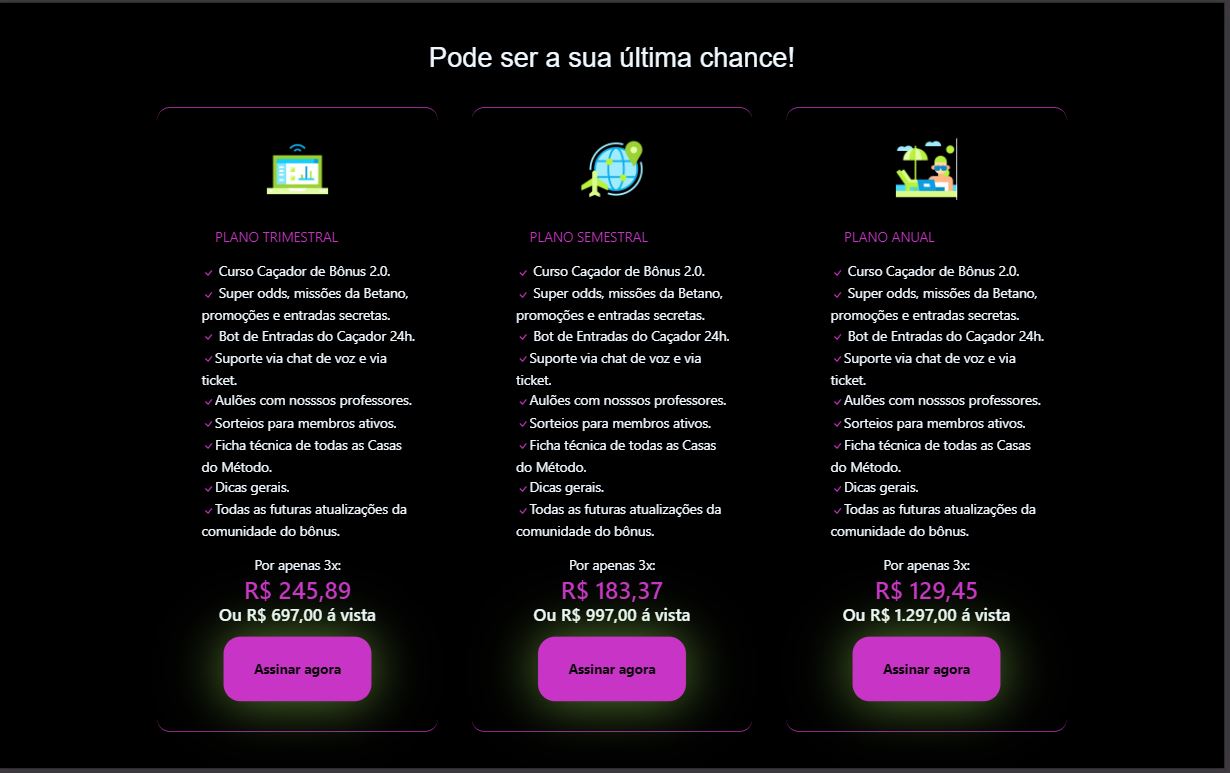 Pode ser a sua última chance!
PLANO TRIMESTRAL
Curso Caçador de Bônus 2.0.
Super odds, missões da Betano,
promoções e entradas secretas.
Bot de Entradas do Caçador 24h.
Suporte via chat de voz e via
ticket.
Aulões com nosssos professores.
Sorteios para membros ativos.
Ficha técnica de todas as Casas
do Método.
Dicas gerais.
Todas as futuras atualizações da
comunidade do bônus.
Por apenas 3x:
R$ 245,89
Ou R$ 697,00 á vista
Assinar agora
PLANO SEMESTRAL
Curso Caçador de Bônus 2.0.
Super odds, missões da Betano,
promoções e entradas secretas.
Bot de Entradas do Caçador 24h.
Suporte via chat de voz e via
ticket.
Aulões com nosssos professores.
Sorteios para membros ativos.
Ficha técnica de todas as Casas
do Método.
Dicas gerais.
Todas as futuras atualizações da
comunidade do bônus.
Por apenas 3x:
R$ 183,37
Ou R$ 997,00 á vista
Assinar agora
PLANO ANUAL
Curso Caçador de Bônus 2.0.
Super odds, missões da Betano,
promoções e entradas secretas.
Bot de Entradas do Caçador 24h.
Suporte via chat de voz e via
ticket.
Aulões com nosssos professores.
Sorteios para membros ativos.
Ficha técnica de todas as Casas
do Método.
Dicas gerais.
Todas as futuras atualizações da
comunidade do bônus.
Por apenas 3x:
R$ 129,45
Ou R$ 1.297,00 á vista
Assinar agora